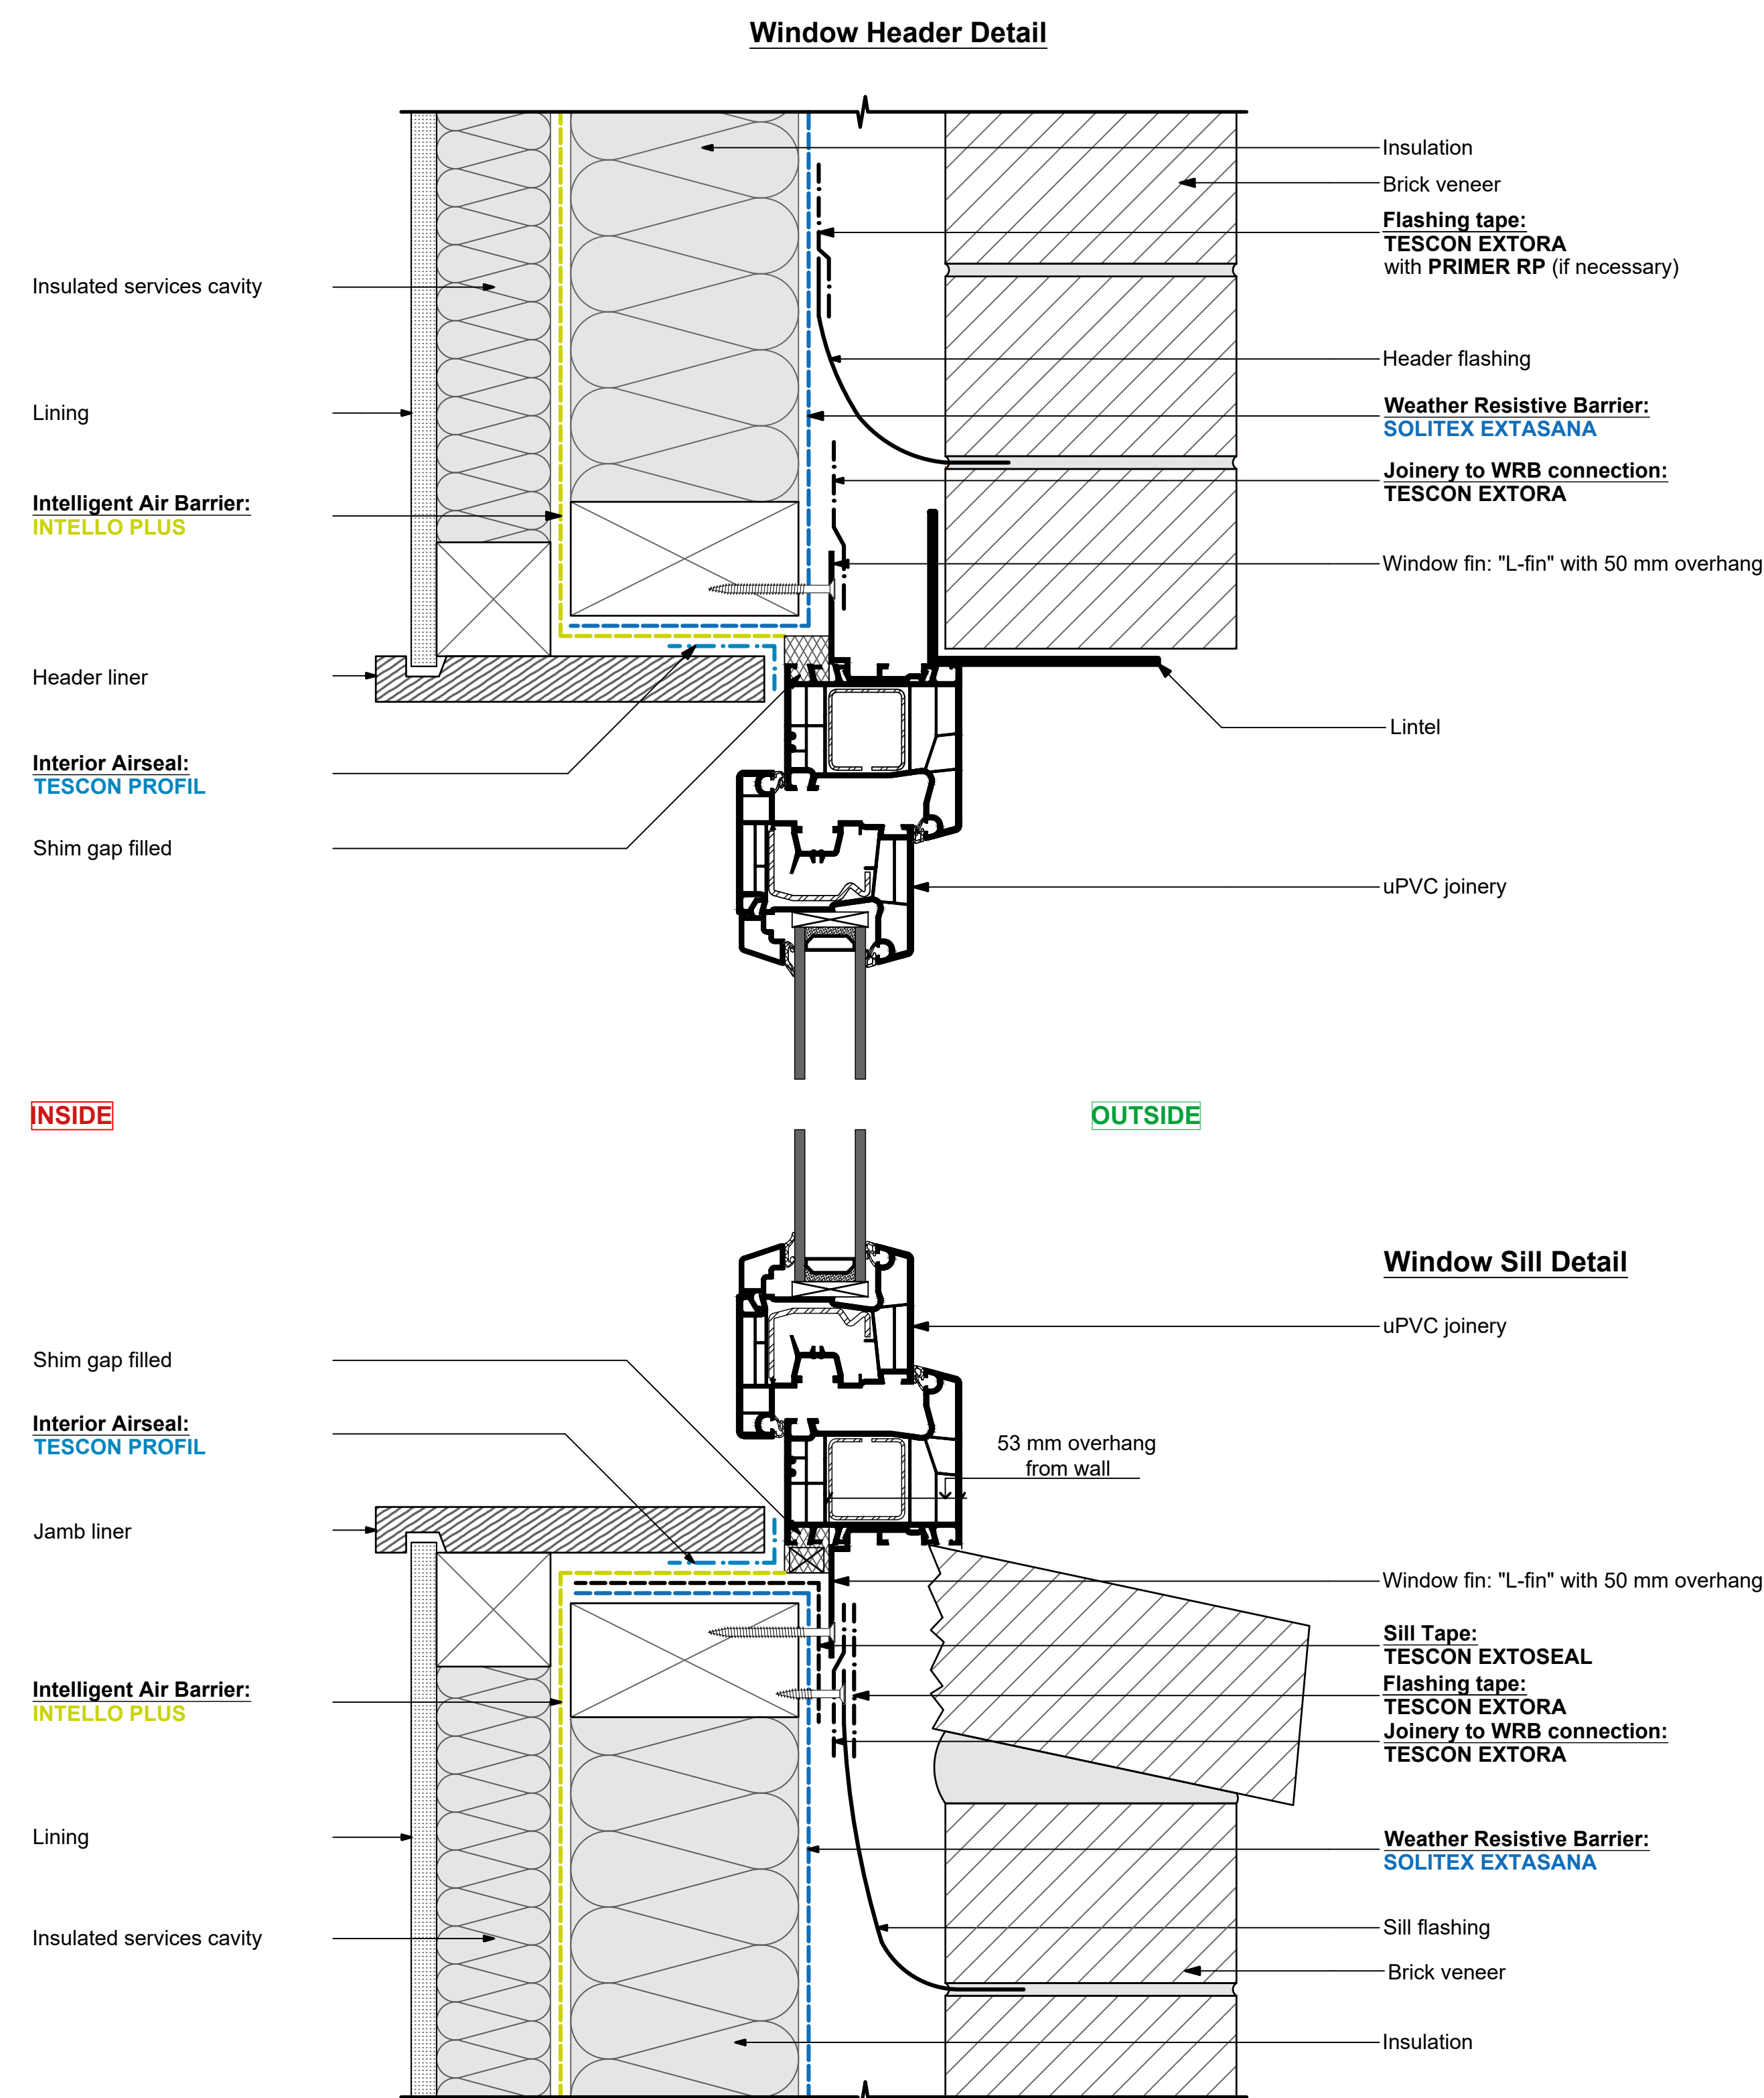 Window Header Detail
Insulation
Brick veneer
Flashing tape:
TESCON EXTORA
with PRIMER RP (if necessary)
Insulated services cavity
Header flashing
Lining
Weather Resistive Barrier:
SOLITEX EXTASANA
Joinery to WRB connection:
TESCON EXTORA
Intelligent Air Barrier:
INTELLO PLUS
Window fin: "L-fin" with 50 mm overhang
Header liner
Lintel
Interior Airseal:
TESCON PROFIL
Shim gap filled
uPVC joinery
INSIDE
OUTSIDE
Window Sill Detail
uPVC joinery
Shim gap filled
Interior Airseal:
TESCON PROFIL
53 mm overhang
from wall
Jamb liner
Window fin: "L-fin" with 50 mm overhang
Sill Tape:
TESCON EXTOSEAL
Flashing tape:
TESCON EXTORA
Joinery to WRB connection:
TESCON EXTORA
Intelligent Air Barrier:
INTELLO PLUS
Lining
Weather Resistive Barrier:
SOLITEX EXTASANA
Insulated services cavity
Sill flashing
Brick veneer
Insulation